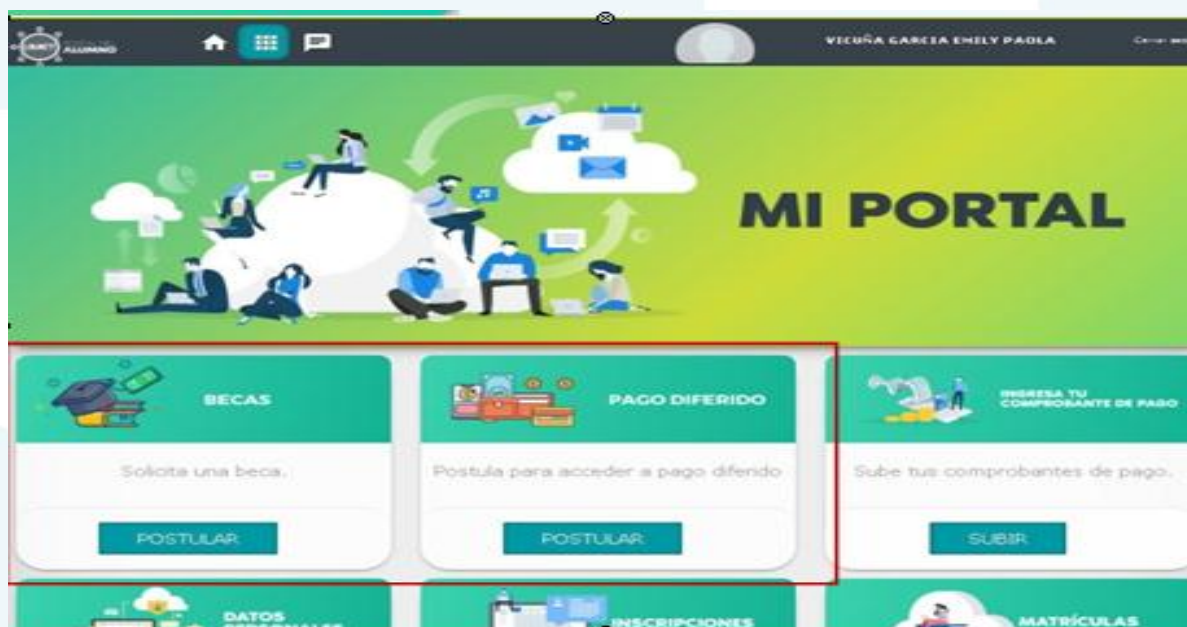 ALUMNO
VICUÑA GARCIA EMILY PAOLA
MI PORTAL
BECAS
PAGO DIFERIDO
INGRESA TU
COMPROBANTE DE PAGO
Solicita una beca.
Postula para acceder a pago diferido
Sube tus comprobantes de pago.
POSTULAR
POSTULAR
SUBIR
DATOS
PERSONALES
INSCRIPCIONES
MATRÍCULAS